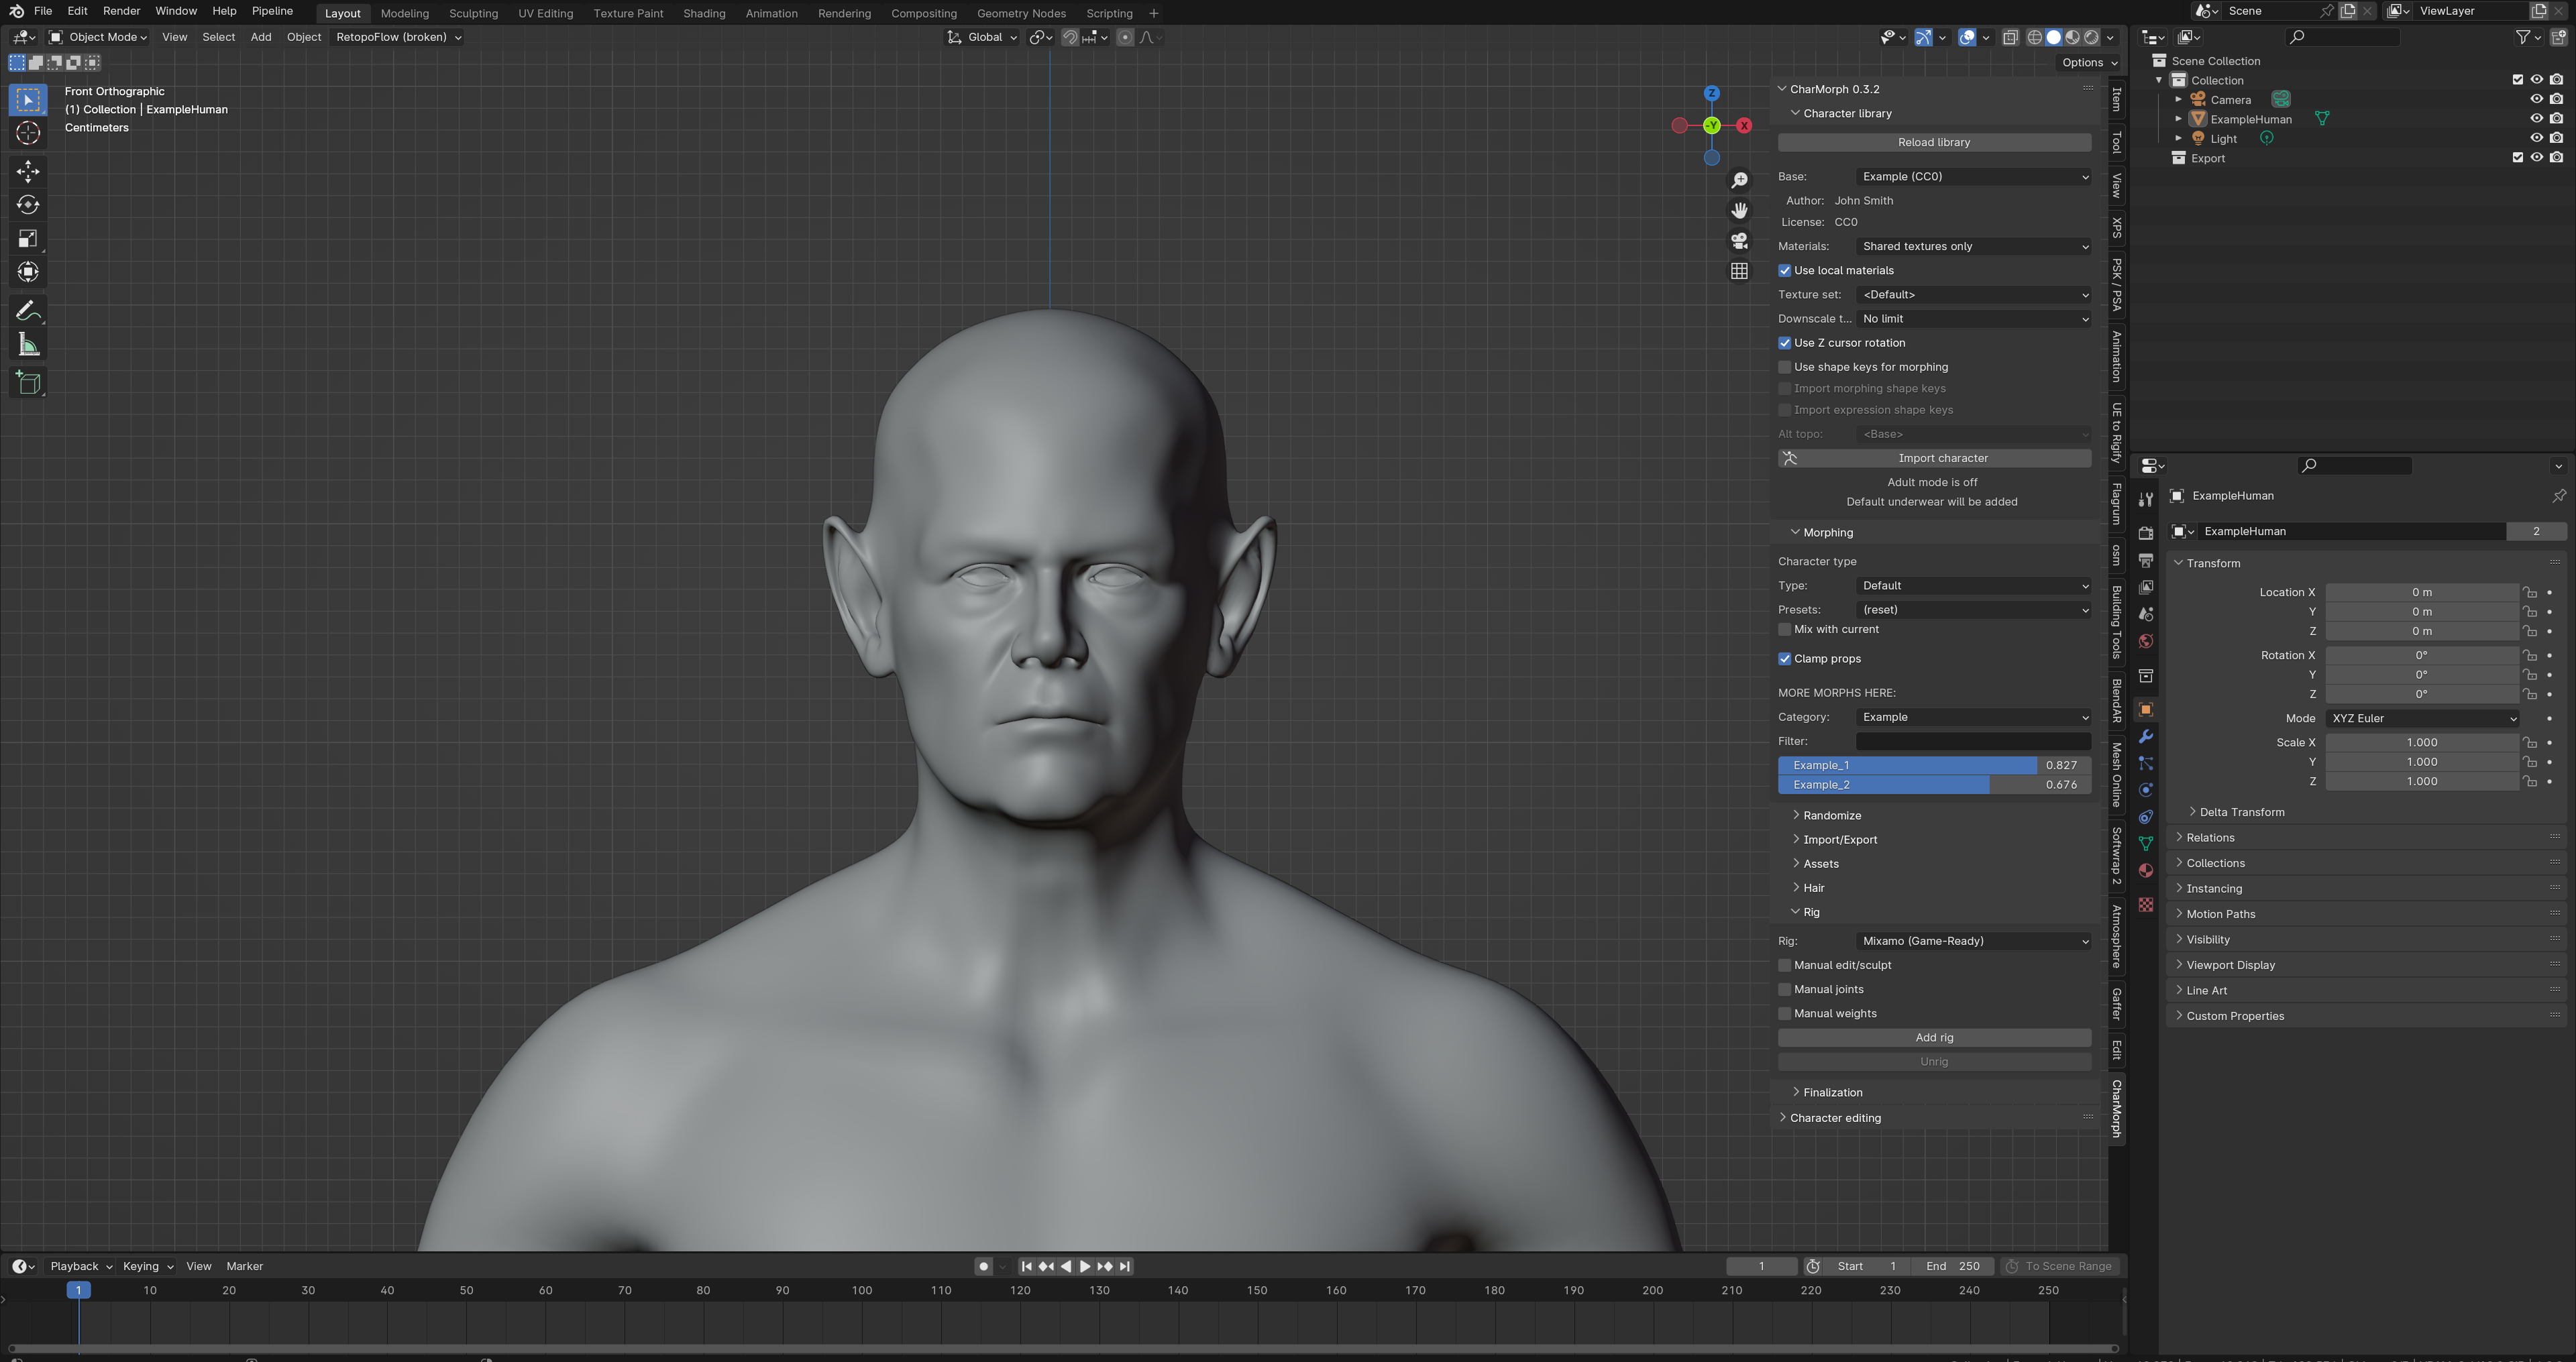 File Edit Render Window Help Pipeline Layout Modeling Sculpting UV Editing Texture Paint Shading Animation Rendering Compositing Geometry Nodes Scripting + Scene ViewLayer
Object Mode View Select Add Object RetopoFlow (broken) Global
Options
Front Orthographic
(1) Collection | ExampleHuman
Centimeters
Z
-Y X
CharMorph 0.3.2
Character library
Reload library
Base: Example (CC0)
Author: John Smith
License: CC0
Materials: Shared textures only
Use local materials
Texture set: <Default>
Downscale t... No limit
Use Z cursor rotation
Use shape keys for morphing
Import morphing shape keys
Import expression shape keys
Alt topo: <Base>
Import character
Adult mode is off
Default underwear will be added
Morphing
Character type
Type: Default
Presets: (reset)
Mix with current
Clamp props
MORE MORPHS HERE:
Category: Example
Filter:
Example_1 0.827
Example_2 0.676
Randomize
Import/Export
Assets
Hair
Rig
Rig: Mixamo (Game-Ready)
Manual edit/sculpt
Manual joints
Manual weights
Add rig
Unrig
Finalization
Character editing
Item
Tool
View
XPS
PSK / PSA
Animation
UE to Rigify
Flagrum
osm
Building Tools
BlendAR
Mesh Online
Softwrap 2
Atmosphere
Gaffer
Edit
CharMorph
Scene Collection
Collection
Camera
ExampleHuman
Light
Export
ExampleHuman
ExampleHuman 2
Transform
Location X 0 m
Y 0 m
Z 0 m
Rotation X 0°
Y 0°
Z 0°
Mode XYZ Euler
Scale X 1.000
Y 1.000
Z 1.000
Delta Transform
Relations
Collections
Instancing
Motion Paths
Visibility
Viewport Display
Line Art
Custom Properties
Playback Keying View Marker 1 Start 1 End 250 To Scene Range
1 10 20 30 40 50 60 70 80 90 100 110 120 130 140 150 160 170 180 190 200 210 220 230 240 250